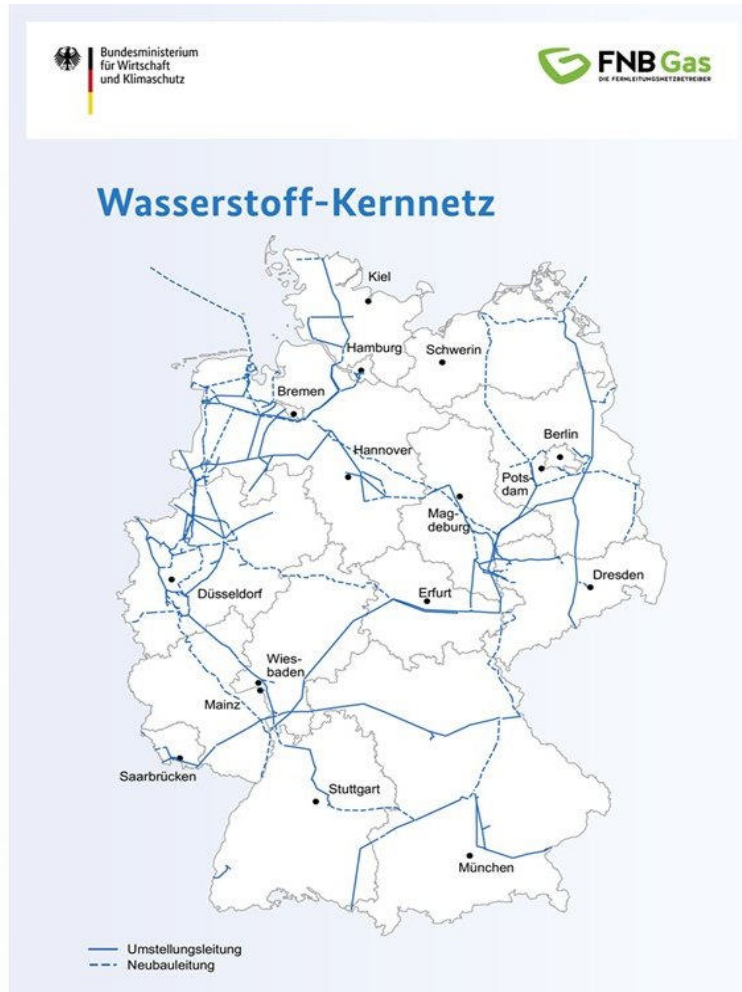 Bundesministerium
für Wirtschaft
und Klimaschutz
FNB Gas
DIE FERNLEITUNGSNETZBETREIBER
Wasserstoff-Kernnetz
Kiel
Hamburg
Schwerin
Bremen
Berlin
Hannover
Pots-
dam
Mag-
deburg
Dresden
Düsseldorf
Erfurt
Wies-
baden
Mainz
Saarbrücken
Stuttgart
München
Umstellungsleitung
Neubauleitung